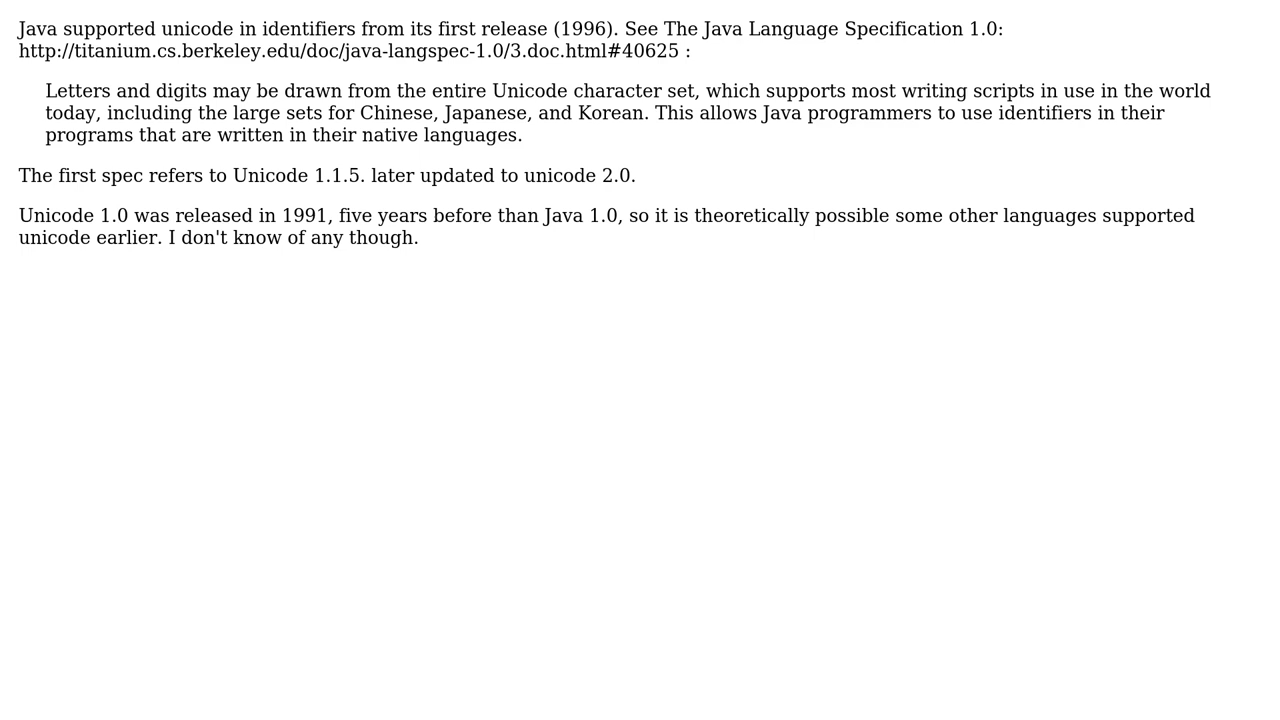 Java supported unicode in identifiers from its first release (1996). See The Java Language Specification 1.0:
http://titanium.cs.berkeley.edu/doc/java-langspec-1.0/3.doc.html#40625 :
Letters and digits may be drawn from the entire Unicode character set, which supports most writing scripts in use in the world
today, including the large sets for Chinese, Japanese, and Korean. This allows Java programmers to use identifiers in their
programs that are written in their native languages.
The first spec refers to Unicode 1.1.5. later updated to unicode 2.0.
Unicode 1.0 was released in 1991, five years before than Java 1.0, so it is theoretically possible some other languages supported
unicode earlier. I don't know of any though.